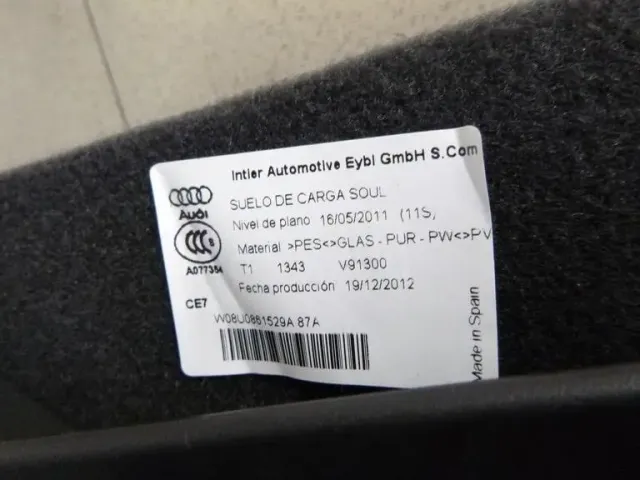 Intier Automotive Eybl GmbH S.Com
SUELO DE CARGA SOUL
Audi
Nivel de plano 16/05/2011 (11S)
CCC S
Material >PES<>GLAS - PUR - PW<>PV
A077354
T1 1343 V91300
Fecha producción 19/12/2012
CE7
W08U0861529A 87A
Made in Spain